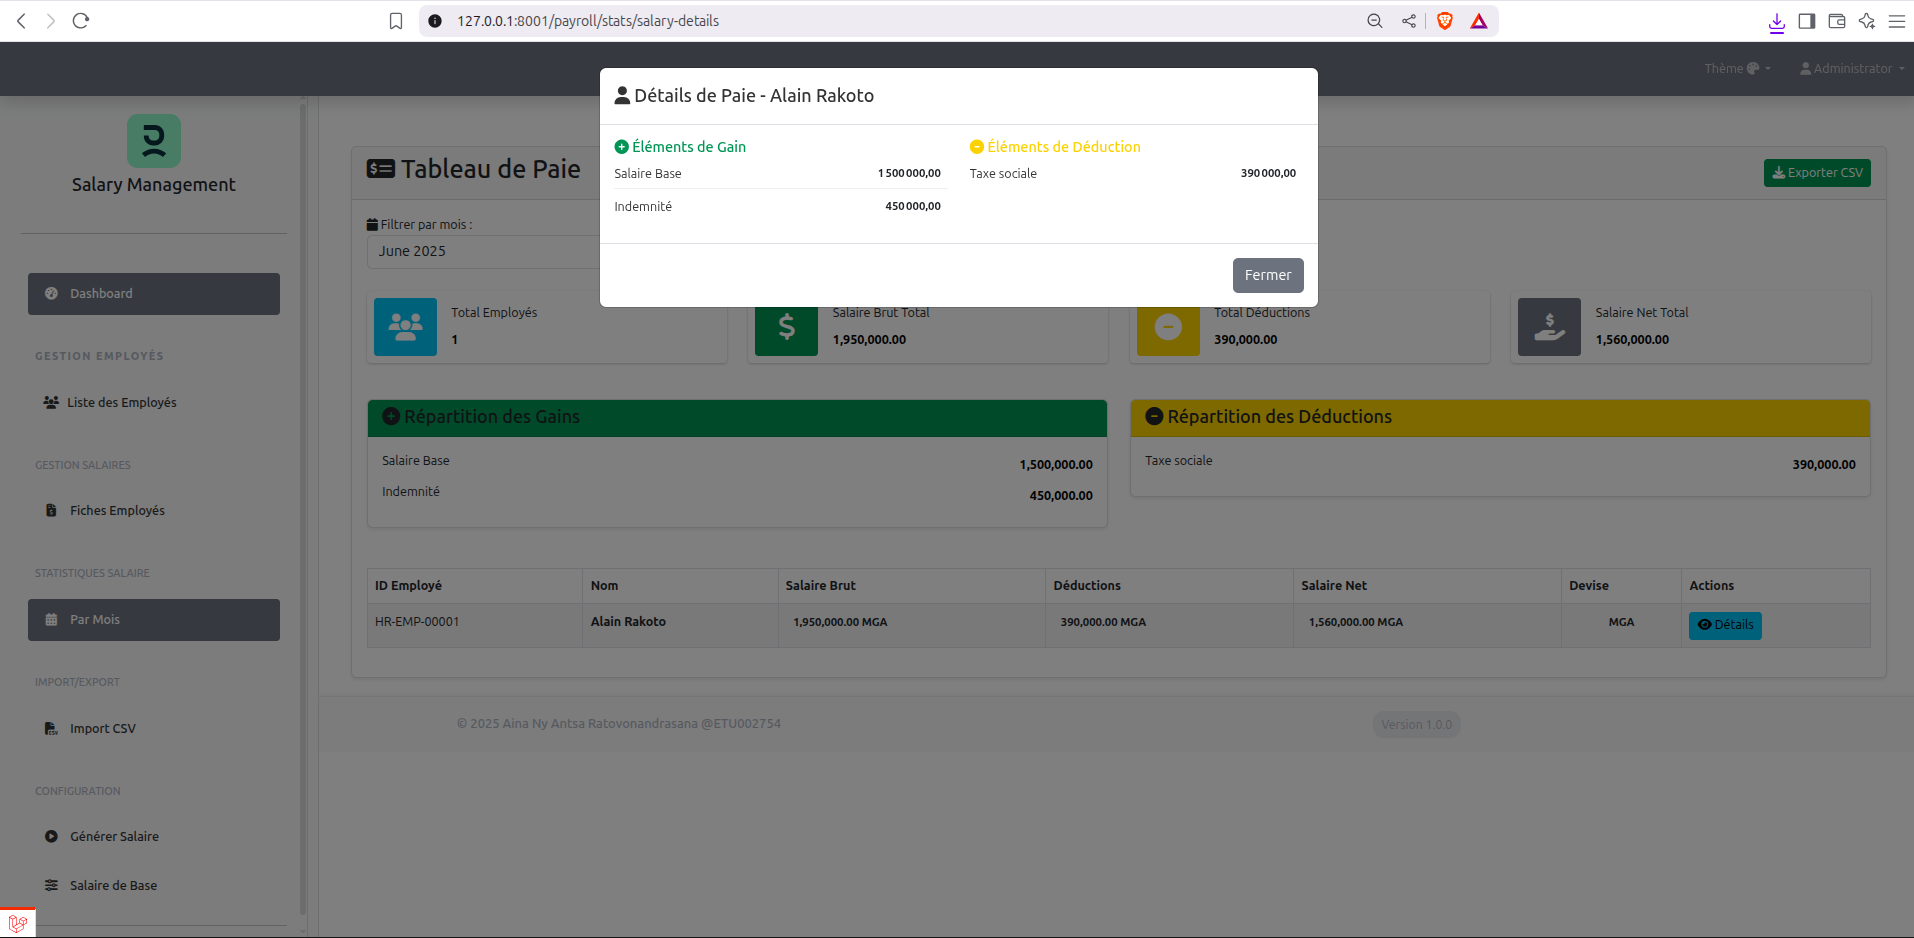 127.0.0.1:8001/payroll/stats/salary-details
Thème
Administrator
Salary Management
Dashboard
GESTION EMPLOYÉS
Liste des Employés
GESTION SALAIRES
Fiches Employés
STATISTIQUES SALAIRE
Par Mois
IMPORT/EXPORT
Import CSV
CONFIGURATION
Générer Salaire
Salaire de Base
Détails de Paie - Alain Rakoto
Éléments de Gain
Salaire Base 1 500 000,00
Indemnité 450 000,00
Éléments de Déduction
Taxe sociale 390 000,00
Fermer
Tableau de Paie
Exporter CSV
Filtrer par mois :
June 2025
Total Employés
1
Salaire Brut Total
1,950,000.00
Total Déductions
390,000.00
Salaire Net Total
1,560,000.00
Répartition des Gains
Salaire Base 1,500,000.00
Indemnité 450,000.00
Répartition des Déductions
Taxe sociale 390,000.00
ID Employé Nom Salaire Brut Déductions Salaire Net Devise Actions
HR-EMP-00001 Alain Rakoto 1,950,000.00 MGA 390,000.00 MGA 1,560,000.00 MGA MGA Détails
© 2025 Aina Ny Antsa Ratovonandrasana @ETU002754
Version 1.0.0